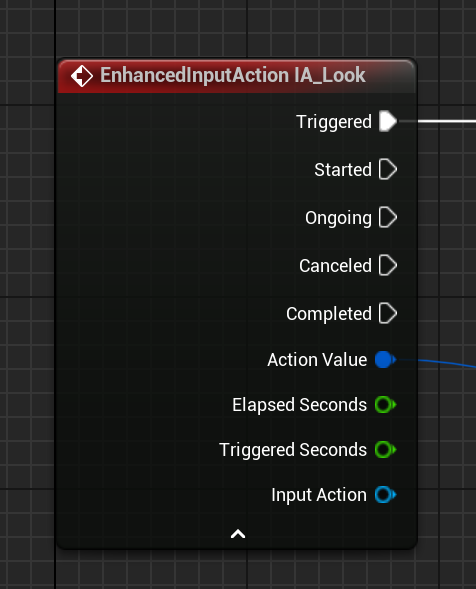 EnhancedInputAction IA_Look
Triggered
Started
Ongoing
Canceled
Completed
Action Value
Elapsed Seconds
Triggered Seconds
Input Action